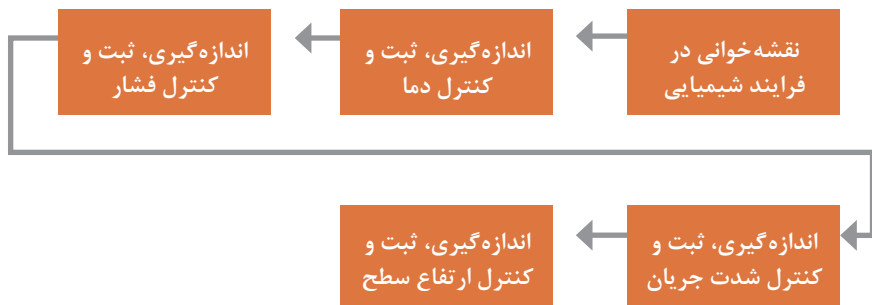 نقشه‌خوانی در
فرایند شیمیایی
اندازه‌گیری، ثبت و
کنترل دما
اندازه‌گیری، ثبت و
کنترل فشار
اندازه‌گیری، ثبت و
کنترل شدت جریان
اندازه‌گیری، ثبت و
کنترل ارتفاع سطح